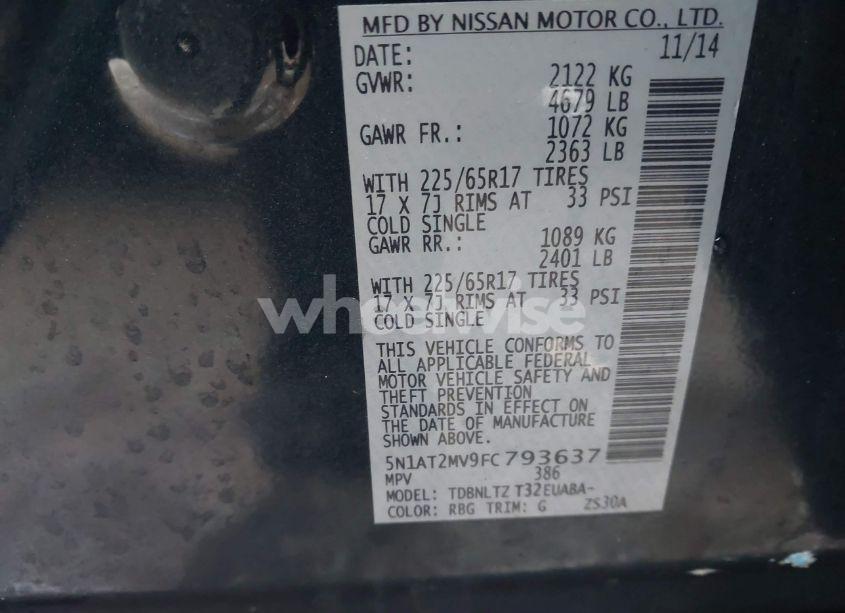 MFD BY NISSAN MOTOR CO., LTD.
DATE: 11/14
GVWR: 2122 KG
4679 LB
GAWR FR.: 1072 KG
2363 LB
WITH 225/65R17 TIRES
17 X 7J RIMS AT 33 PSI
COLD SINGLE
GAWR RR.: 1089 KG
2401 LB
WITH 225/65R17 TIRES
17 X 7J RIMS AT 33 PSI
COLD SINGLE
wheelwise
THIS VEHICLE CONFORMS TO
ALL APPLICABLE FEDERAL
MOTOR VEHICLE SAFETY AND
THEFT PREVENTION
STANDARDS IN EFFECT ON
THE DATE OF MANUFACTURE
SHOWN ABOVE.
5N1AT2MV9FC793637
MPV 386
MODEL: TDBNLTZ T32EUABA-
COLOR: RBG TRIM: G ZS30A